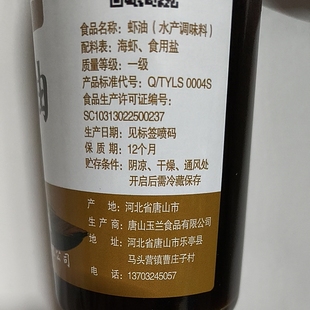 食品名称: 虾油（水产调味料）
配料表: 海虾、食用盐
质量等级: 一级
产品标准代号: Q/TYLS 0004S
食品生产许可证编号:
SC10313022500237
生产日期: 见标签喷码
保 质 期: 12个月
贮存条件: 阴凉、干燥、通风处
开启后需冷藏保存
产 地: 河北省唐山市
生 产 商: 唐山玉兰食品有限公司
地 址: 河北省唐山市乐亭县
马头营镇曹庄子村
电 话: 13703245057
公司